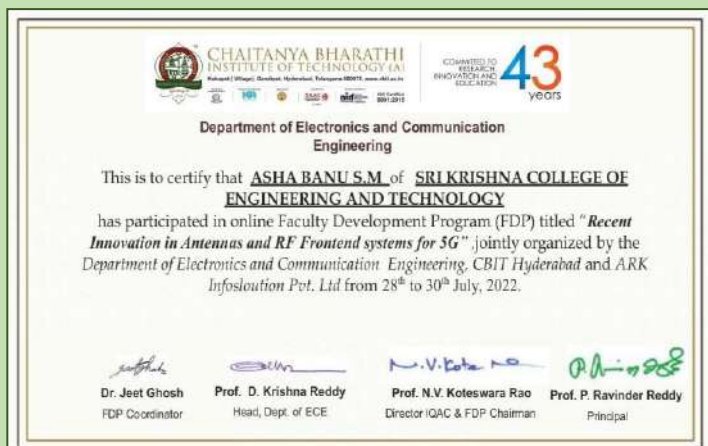 CHAITANYA BHARATHI
INSTITUTE OF TECHNOLOGY (A)
COMMITTED TO
RESEARCH,
INNOVATION AND
EDUCATION
43
years
Department of Electronics and Communication
Engineering
This is to certify that ASHA BANU S.M of SRI KRISHNA COLLEGE OF
ENGINEERING AND TECHNOLOGY
has participated in online Faculty Development Program (FDP) titled "Recent
Innovation in Antennas and RF Frontend systems for 5G" jointly organized by the
Department of Electronics and Communication Engineering, CBIT Hyderabad and ARK
Infosloution Pvt. Ltd from 28th to 30th July, 2022.
N.V. Kote
Dr. Jeet Ghosh
Prof. D. Krishna Reddy
Prof. N.V. Koteswara Rao
Prof. P. Ravinder Reddy
FDP Coordinator
Head, Dept. of ECE
Director IQAC & FDP Chairman
Principal